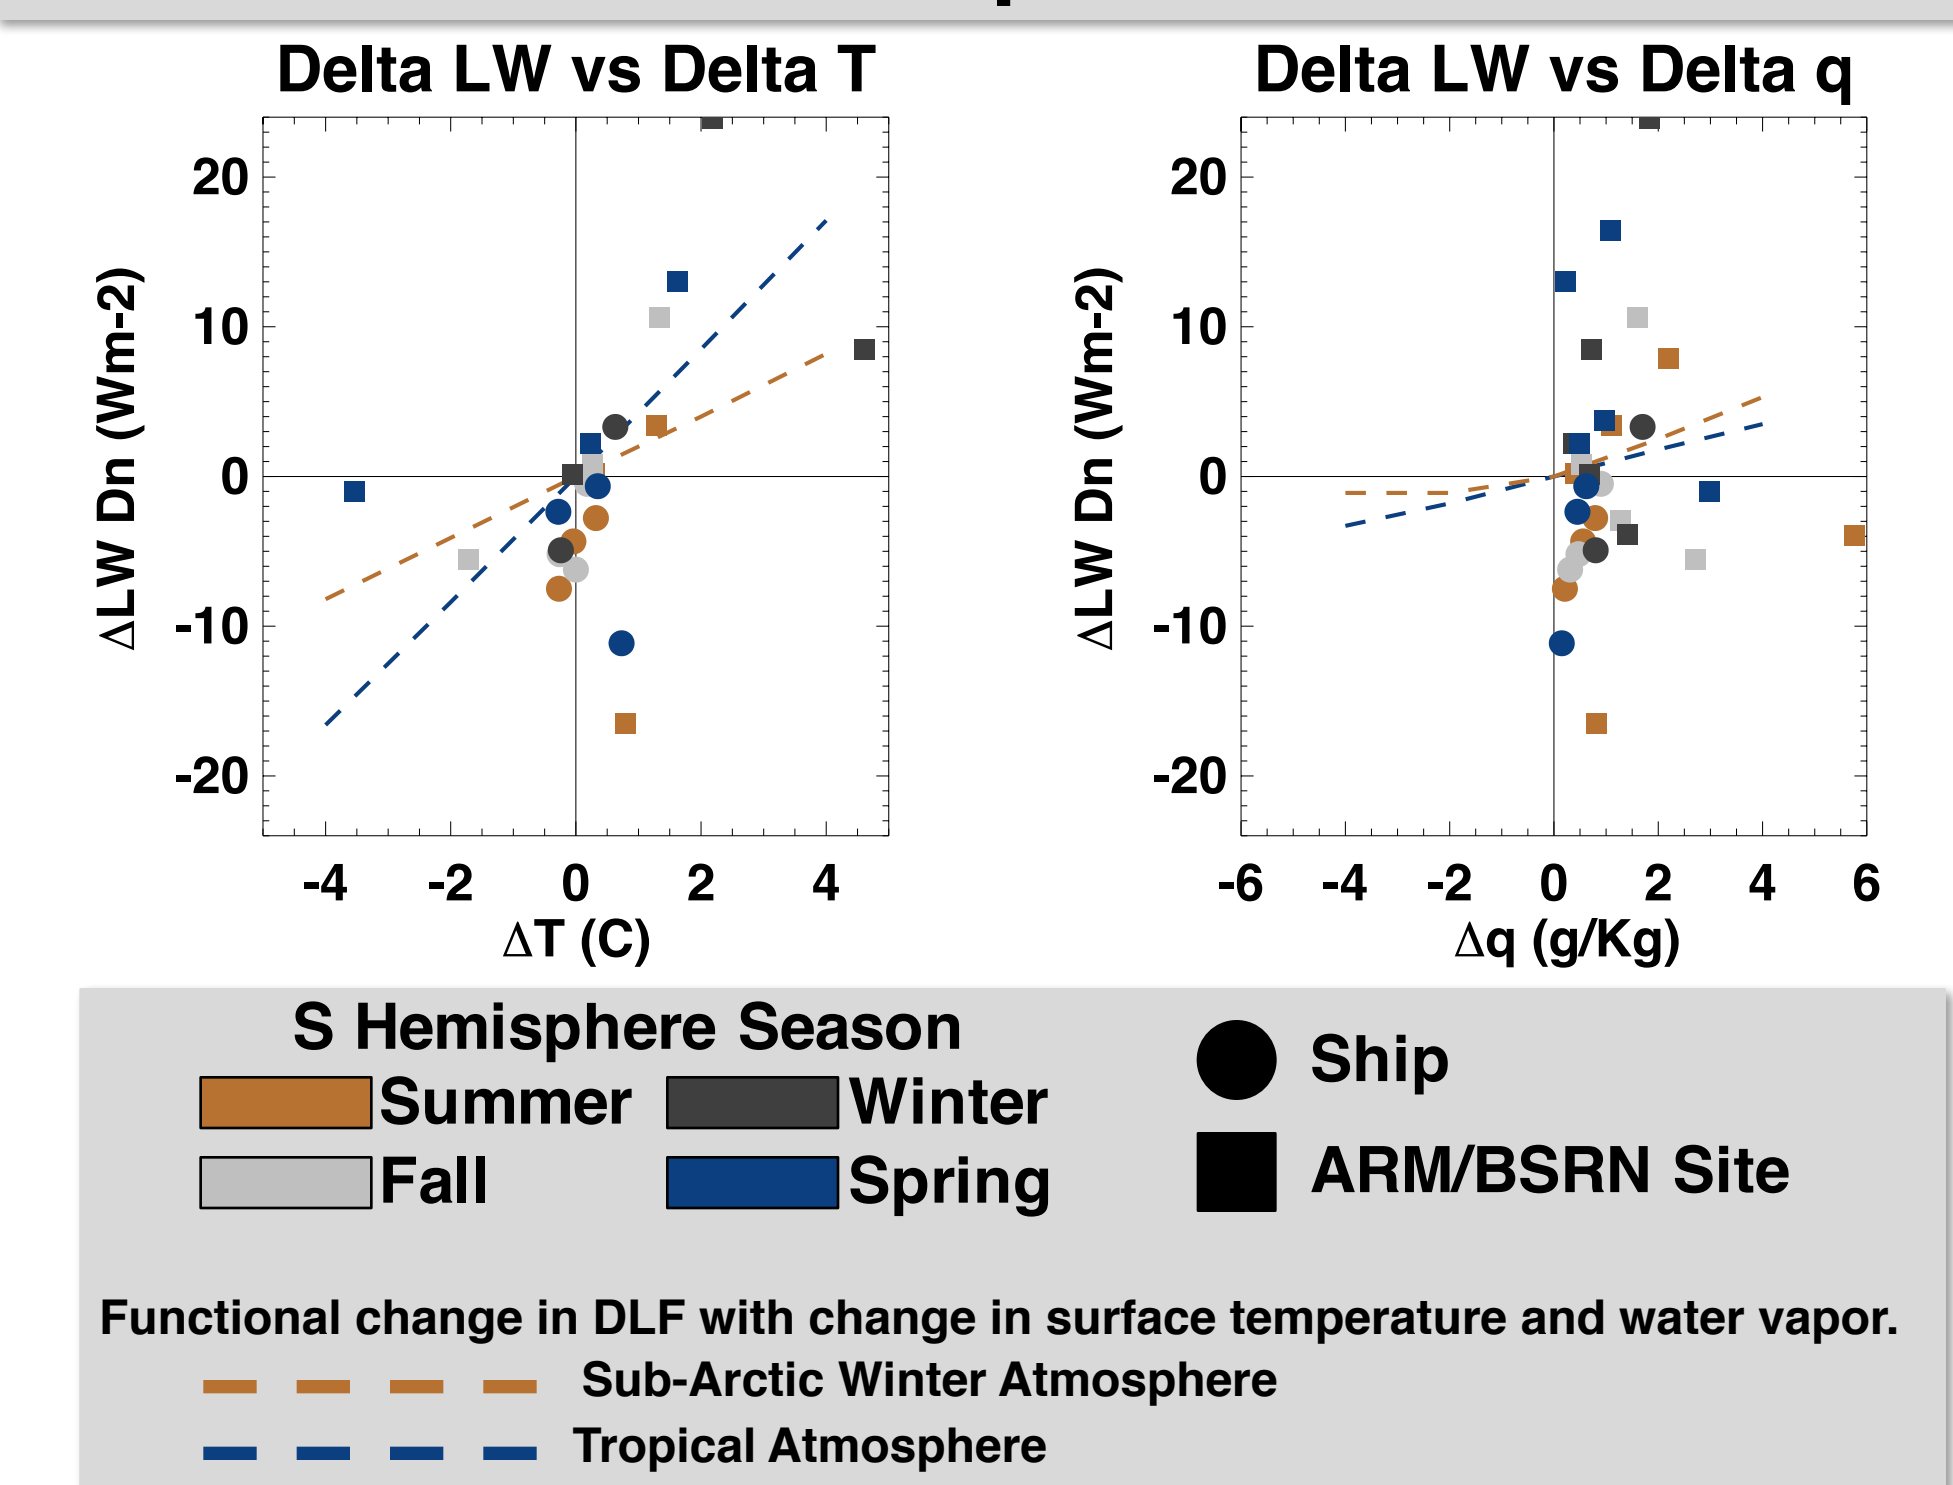 Delta LW vs Delta T
20
10
0
-10
-20
ΔLW Dn (Wm-2)
-4 -2 0 2 4
ΔT (C)
Delta LW vs Delta q
20
10
0
-10
-20
ΔLW Dn (Wm-2)
-6 -4 -2 0 2 4 6
Δq (g/Kg)
S Hemisphere Season
Summer Winter
Fall Spring
Ship
ARM/BSRN Site
Functional change in DLF with change in surface temperature and water vapor.
Sub-Arctic Winter Atmosphere
Tropical Atmosphere